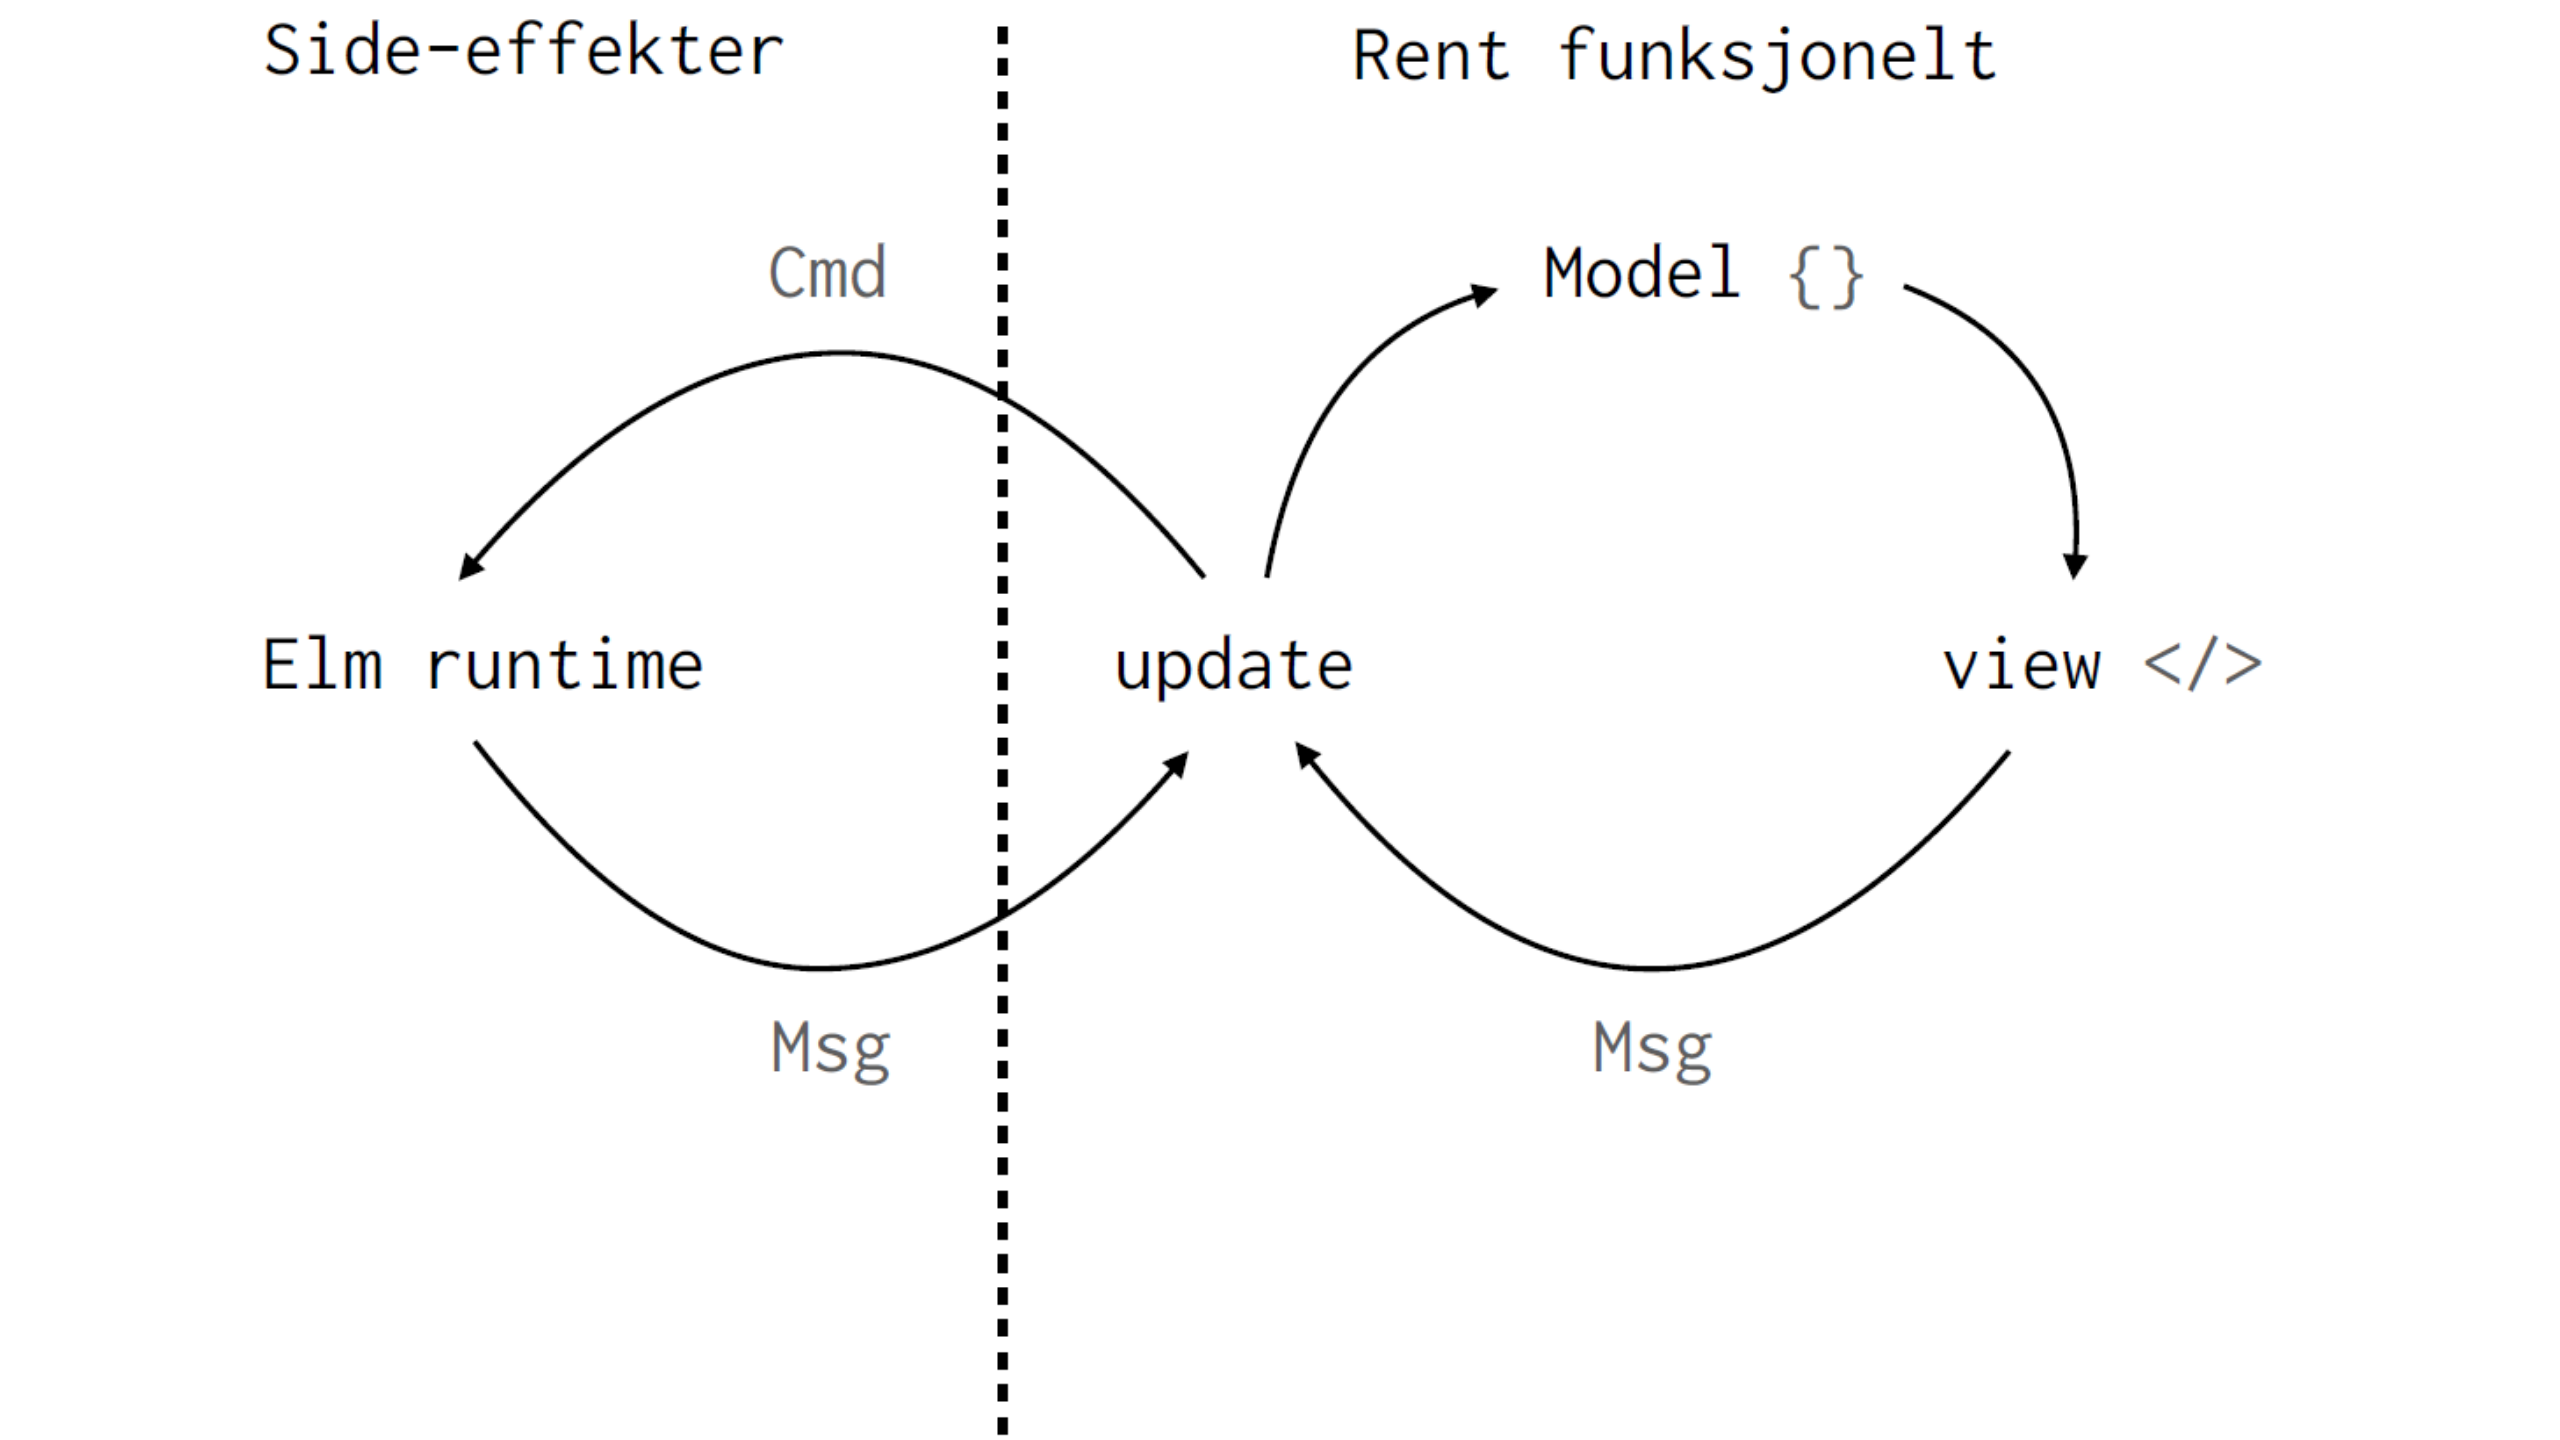 Side-effekter
Rent funksjonelt
Cmd
Model {}
Elm runtime
update
view </>
Msg
Msg